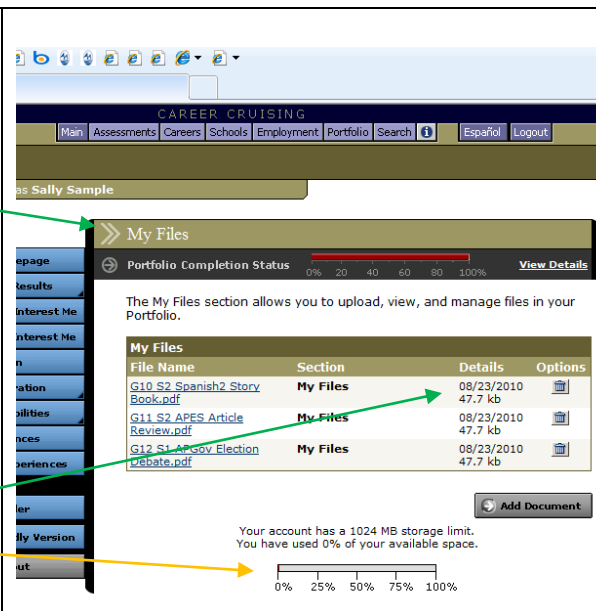 CAREER CRUISING
Main Assessments Careers Schools Employment Portfolio Search i Español Logout
as Sally Sample
My Files
Portfolio Completion Status 0% 20 40 60 80 100% View Details
The My Files section allows you to upload, view, and manage files in your
Portfolio.
My Files
File Name Section Details Options
G10 S2 Spanish2 Story My Files 08/23/2010
Book.pdf 47.7 kb
G11 S2 APES Article My Files 08/23/2010
Review.pdf 47.7 kb
G12 S1 APGov Election My Files 08/23/2010
Debate.pdf 47.7 kb
Add Document
Your account has a 1024 MB storage limit.
You have used 0% of your available space.
0% 25% 50% 75% 100%
epage
Results
Interest Me
Interest Me
n
ration
bilities
nces
periences
ler
dly Version
ut